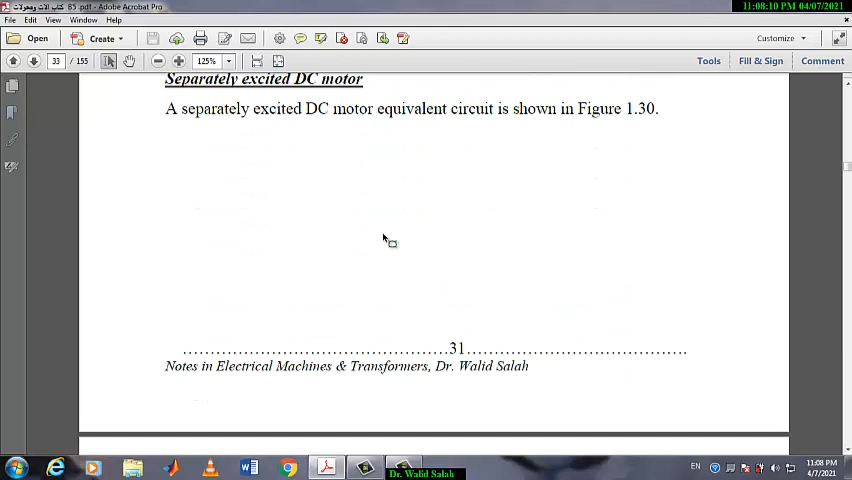 كتاب الات ومحولات 85 .pdf - Adobe Acrobat Pro
11:08:10 PM 04/07/2021
File Edit View Window Help
Open Create Customize
33 / 155 125% Tools Fill & Sign Comment
Separately excited DC motor
A separately excited DC motor equivalent circuit is shown in Figure 1.30.
31
Notes in Electrical Machines & Transformers, Dr. Walid Salah
EN 11:08 PM
4/7/2021
Dr. Walid Salah